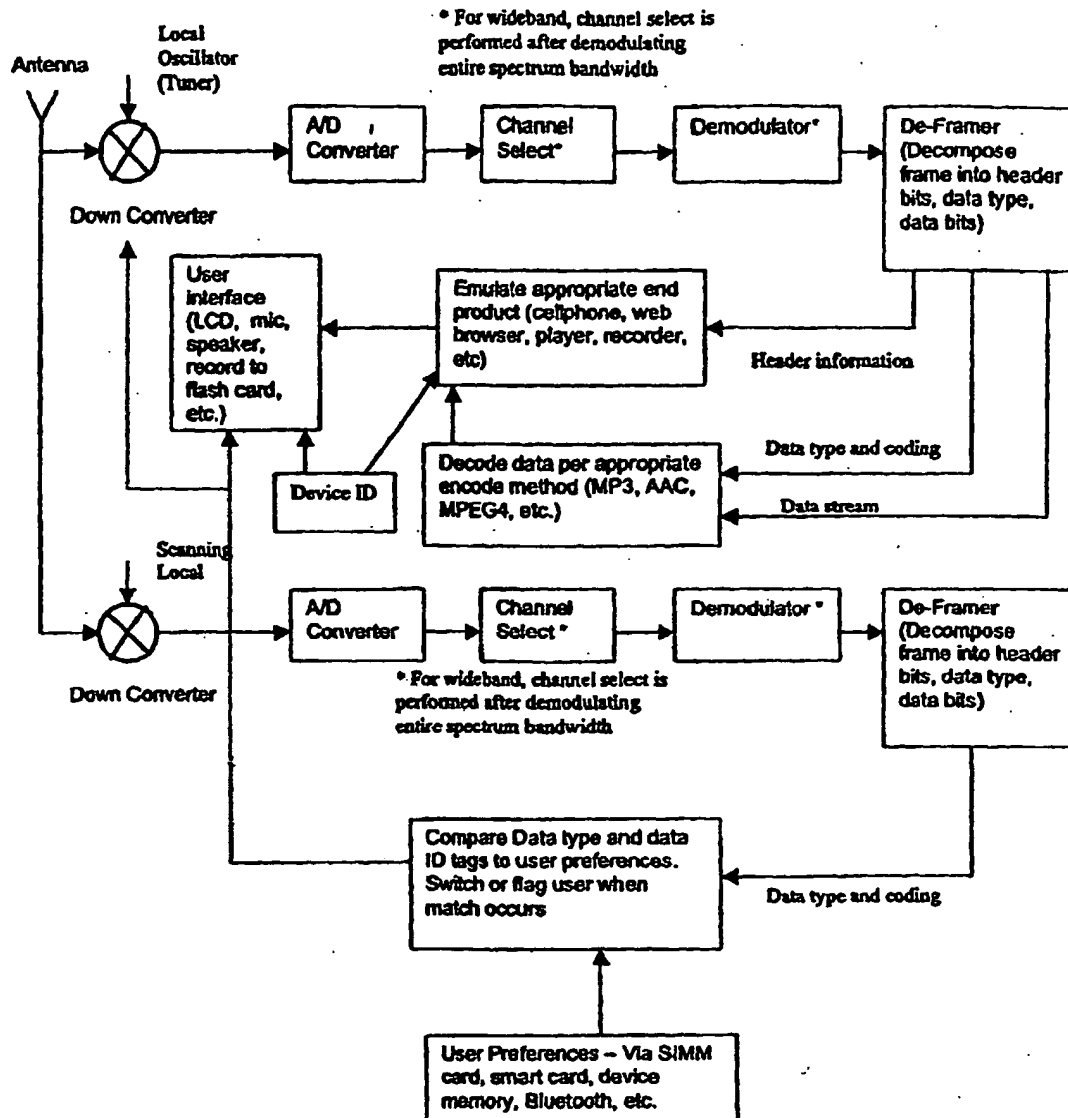 * For wideband, channel select is
performed after demodulating
entire spectrum bandwidth
Local
Oscillator
(Tuner)
Antenna
A/D
Converter
Channel
Select*
Demodulator*
De-Framer
(Decompose
frame into header
bits, data type,
data bits)
Down Converter
User
interface
(LCD, mic,
speaker,
record to
flash card,
etc.)
Emulate appropriate end
product (cellphone, web
browser, player, recorder,
etc)
Header information
Data type and coding
Decode data per appropriate
encode method (MP3, AAC,
MPEG4, etc.)
Device ID
Data stream
Scanning
Local
A/D
Converter
Channel
Select*
Demodulator*
De-Framer
(Decompose
frame into header
bits, data type,
data bits)
Down Converter
* For wideband, channel select is
performed after demodulating
entire spectrum bandwidth
Compare Data type and data
ID tags to user preferences.
Switch or flag user when
match occurs
Data type and coding
User Preferences – Via SIMM
card, smart card, device
memory, Bluetooth, etc.